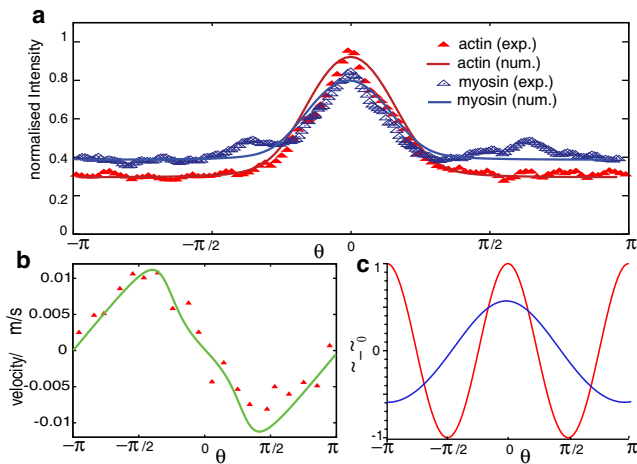 a
normalised Intensity
1
0.8
0.6
0.4
0.2
0
actin (exp.)
actin (num.)
myosin (exp.)
myosin (num.)
−π
−π/2
θ
0
π/2
π
b
velocity/ m/s
0.01
0.005
0
-0.005
-0.01
−π
−π/2
0
θ
π/2
π
c
1
0
-1
−π
−π/2
0
θ
π/2
π